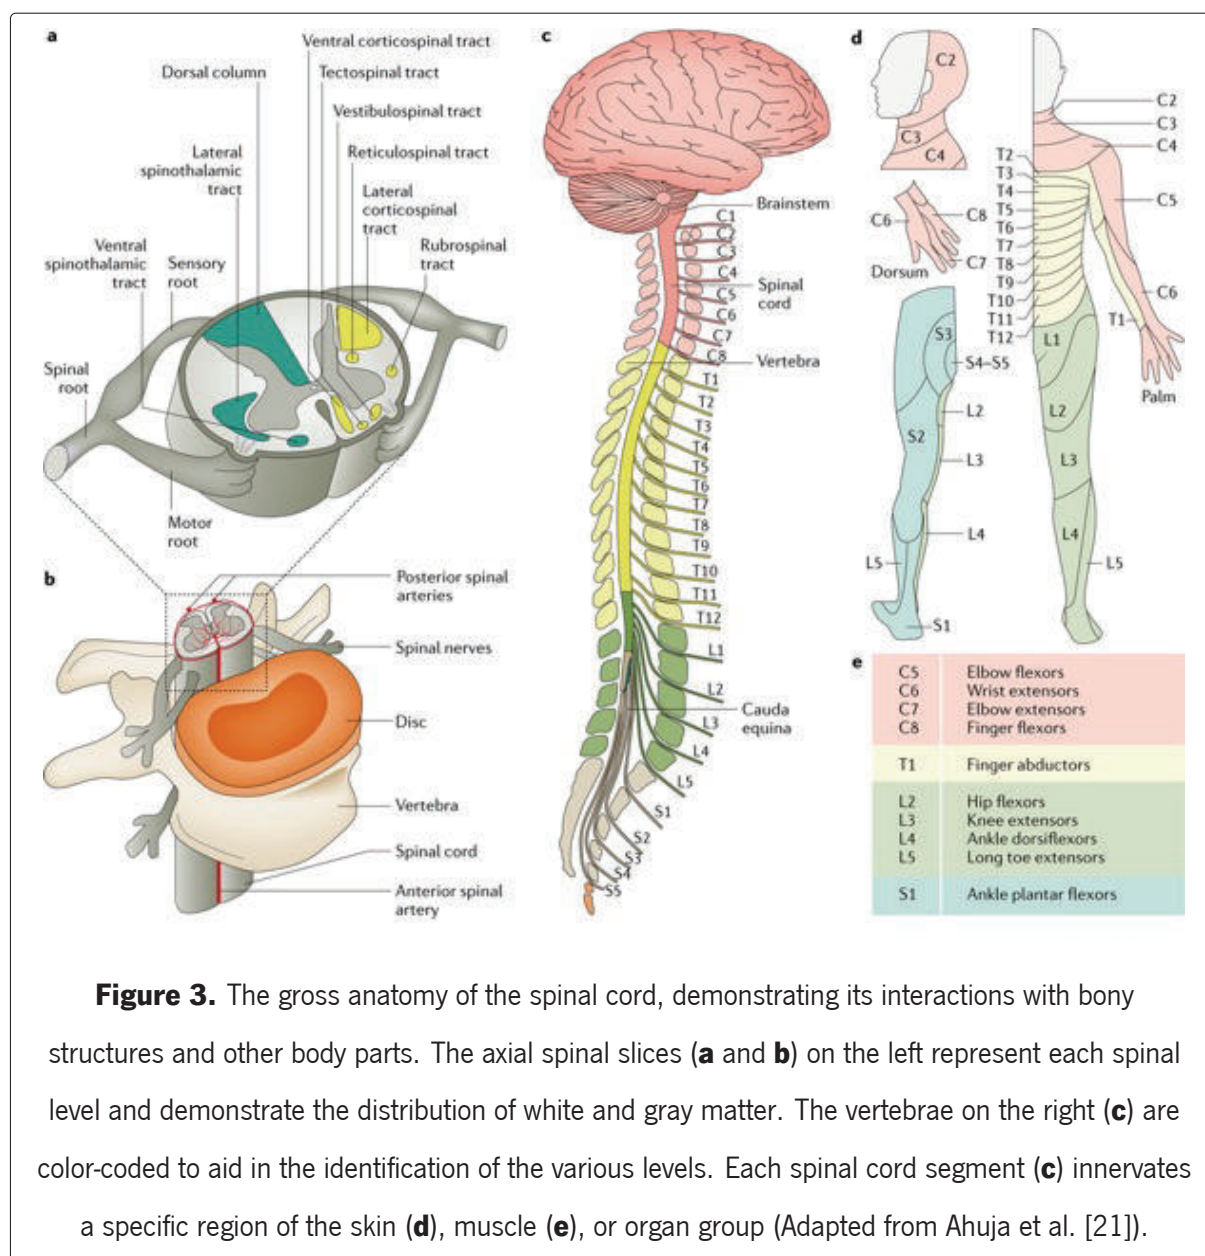 a
Ventral corticospinal tract
Dorsal column
Tectospinal tract
Vestibulospinal tract
Lateral
spinothalamic
tract
Reticulospinal tract
Lateral
corticospinal
tract
Ventral
spinothalamic
tract
Sensory
root
Rubrospinal
tract
Spinal
root
Motor
root
b
Posterior spinal
arteries
Spinal nerves
Disc
Vertebra
Spinal cord
Anterior spinal
artery
c
Brainstem
C1
C2
C3
C4
Spinal
cord
C5
C6
C7
C8
Vertebra
T1
T2
T3
T4
T5
T6
T7
T8
T9
T10
T11
T12
L1
L2
Cauda
equina
L3
L4
L5
S1
S2
S3
S4
S5
d
C2
C3
C4
C6
C8
C7
Dorsum
C2
C3
C4
T2
T3
T4
T5
T6
T7
T8
T9
T10
T11
T12
C5
C6
T1
Palm
S3
S4–S5
L2
S2
L3
L4
L5
S1
L1
L2
L3
L4
L5
e
C5 Elbow flexors
C6 Wrist extensors
C7 Elbow extensors
C8 Finger flexors
T1 Finger abductors
L2 Hip flexors
L3 Knee extensors
L4 Ankle dorsiflexors
L5 Long toe extensors
S1 Ankle plantar flexors
Figure 3. The gross anatomy of the spinal cord, demonstrating its interactions with bony
structures and other body parts. The axial spinal slices (a and b) on the left represent each spinal
level and demonstrate the distribution of white and gray matter. The vertebrae on the right (c) are
color-coded to aid in the identification of the various levels. Each spinal cord segment (c) innervates
a specific region of the skin (d), muscle (e), or organ group (Adapted from Ahuja et al. [21]).